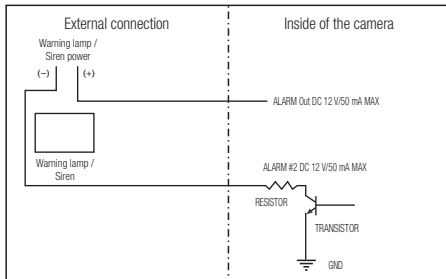 External connection
Inside of the camera
Warning lamp /
Siren power
(−) (+)
ALARM Out DC 12 V/50 mA MAX
Warning lamp /
Siren
ALARM #2 DC 12 V/50 mA MAX
RESISTOR
TRANSISTOR
GND